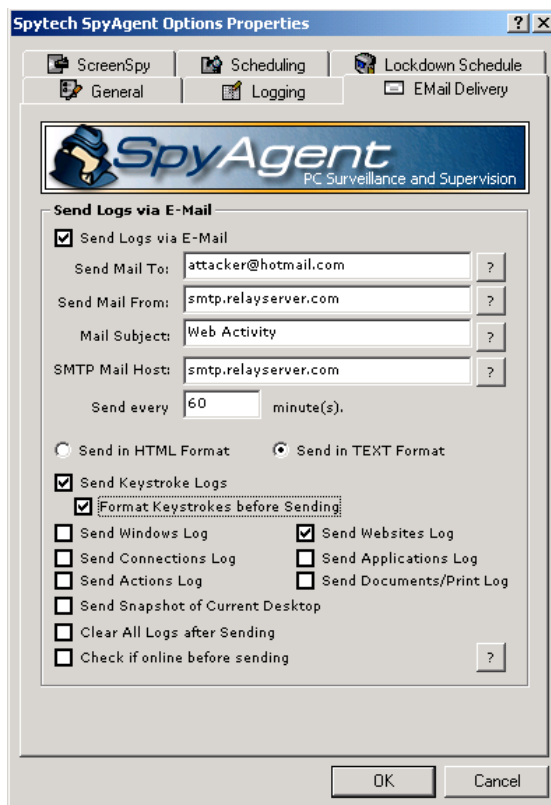 Spytech SpyAgent Options Properties ? X
ScreenSpy Scheduling Lockdown Schedule
General Logging EMail Delivery
SpyAgent
PC Surveillance and Supervision
Send Logs via E-Mail
Send Logs via E-Mail
Send Mail To: attacker@hotmail.com ?
Send Mail From: smtp.relayserver.com ?
Mail Subject: Web Activity ?
SMTP Mail Host: smtp.relayserver.com ?
Send every 60 minute(s).
Send in HTML Format Send in TEXT Format
Send Keystroke Logs
Format Keystrokes before Sending
Send Windows Log Send Websites Log
Send Connections Log Send Applications Log
Send Actions Log Send Documents/Print Log
Send Snapshot of Current Desktop
Clear All Logs after Sending
Check if online before sending ?
OK Cancel